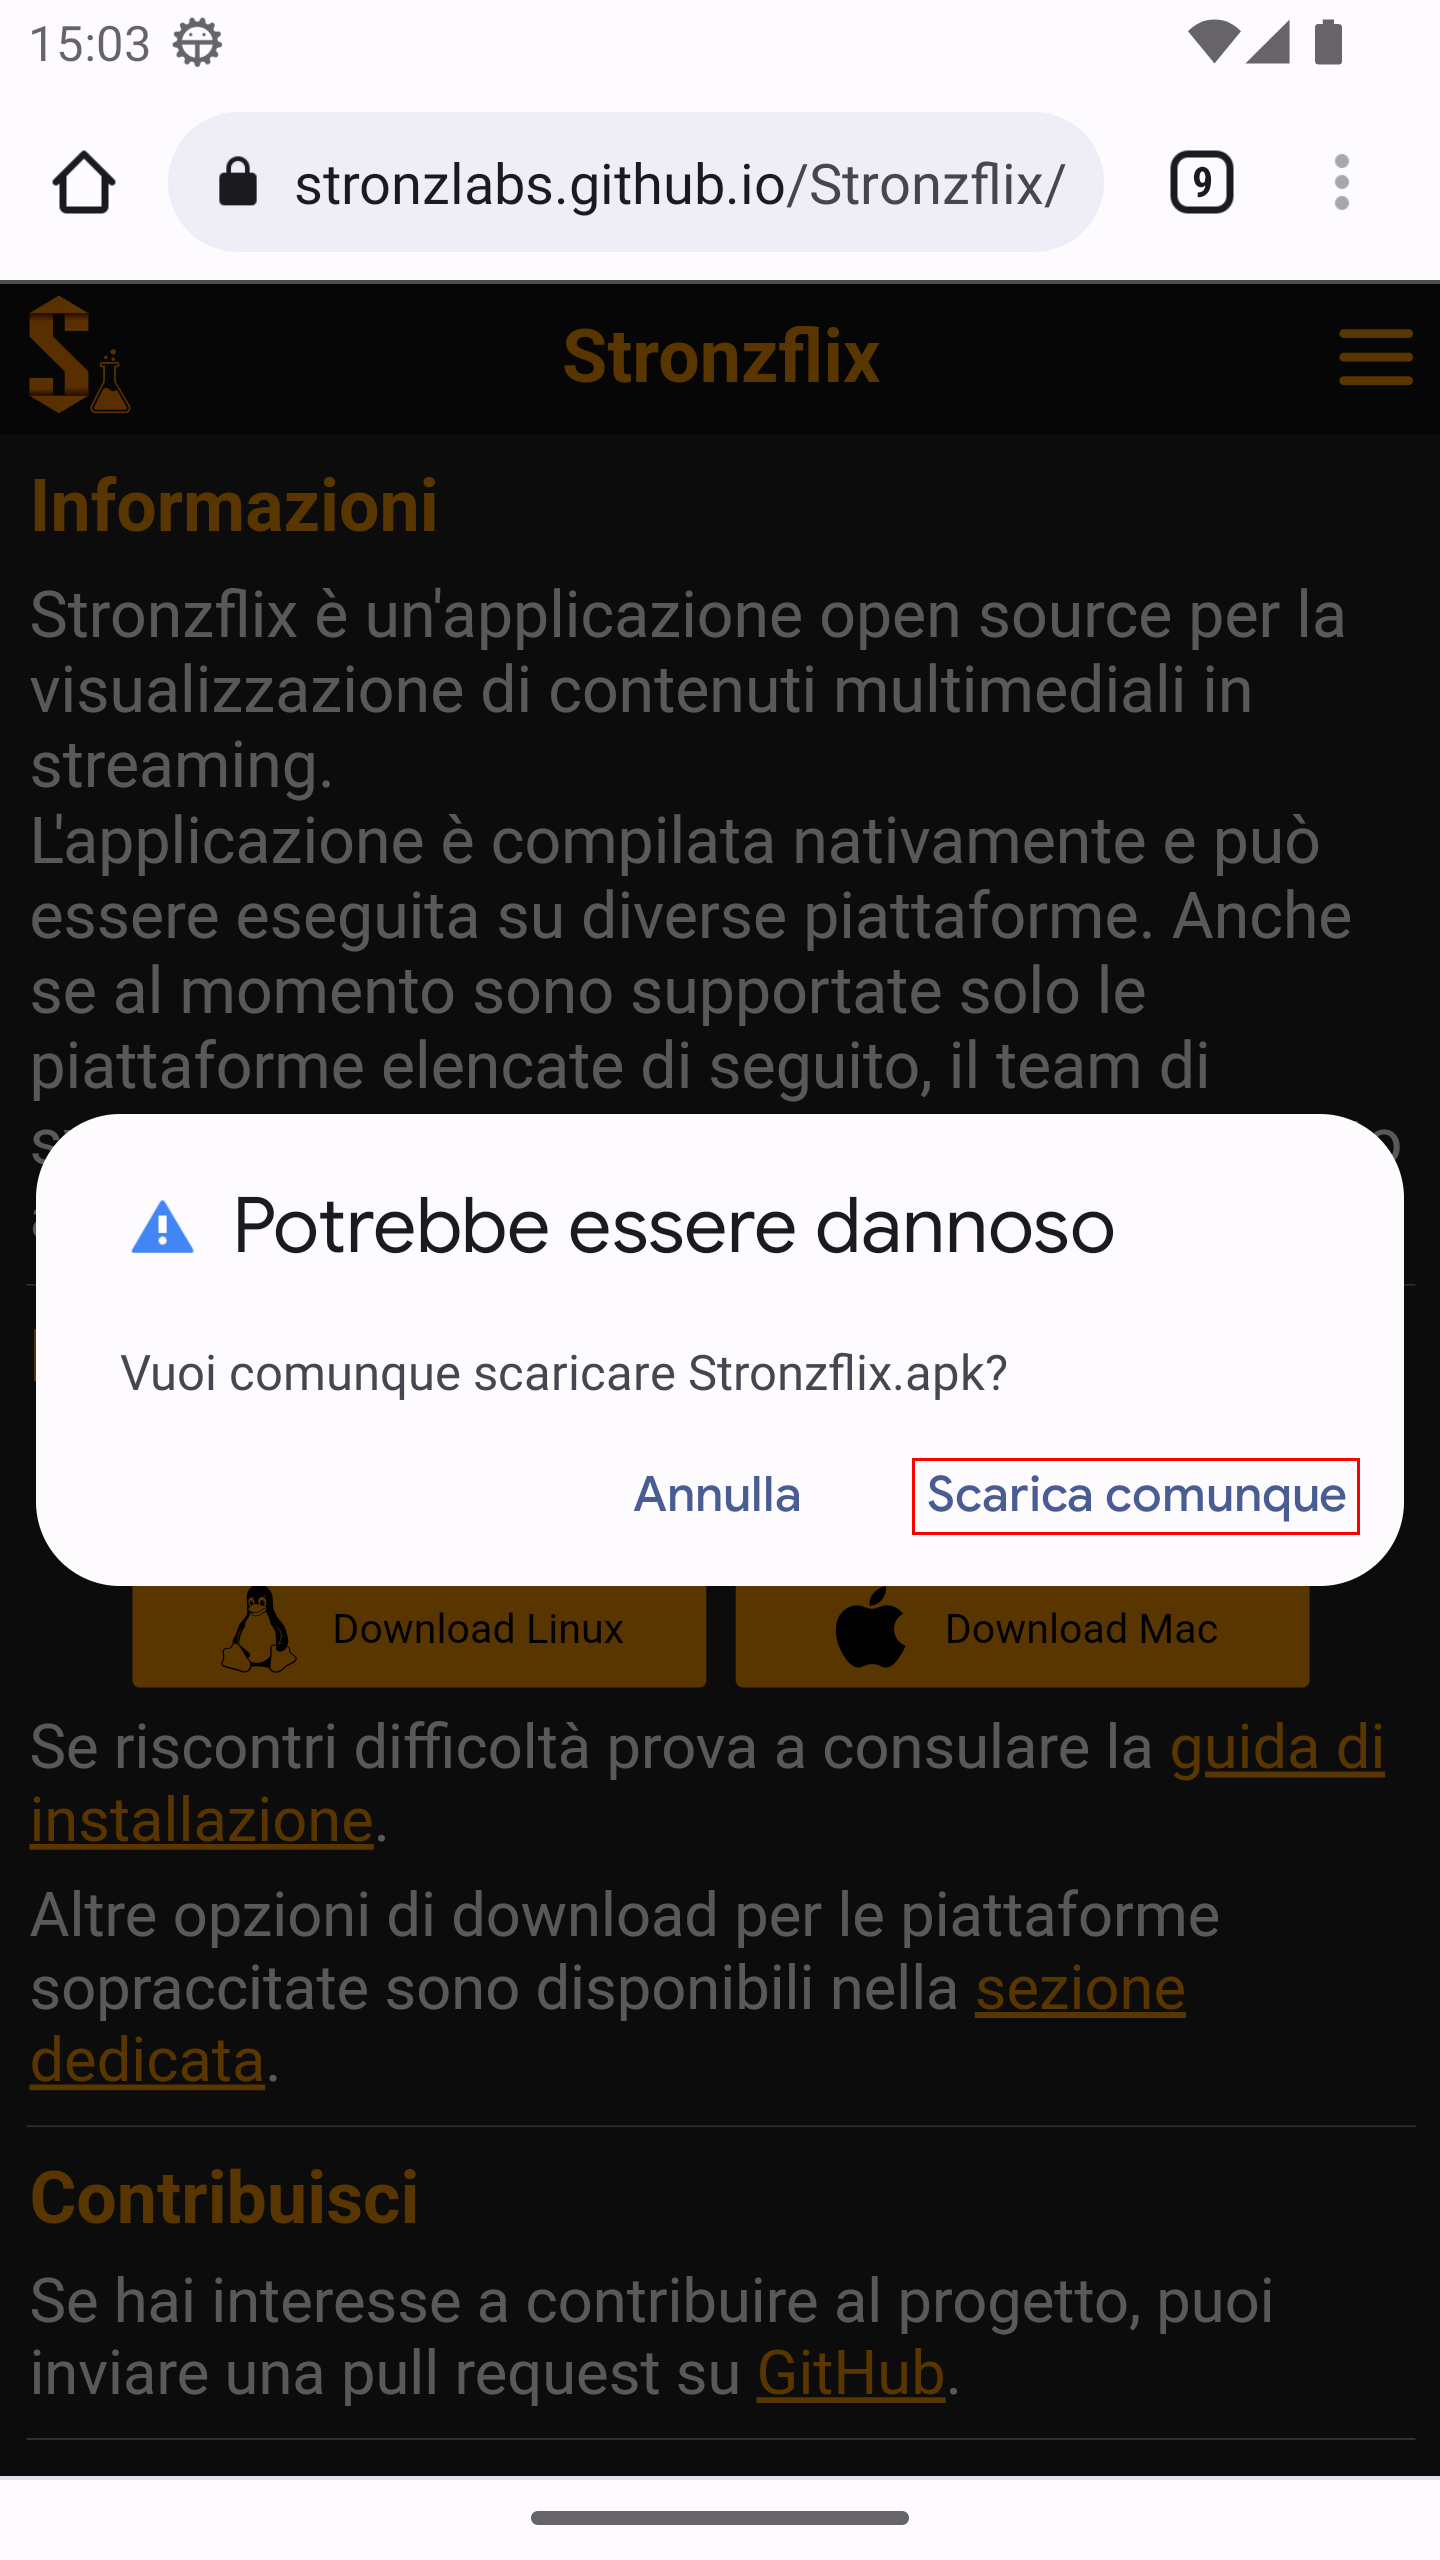 15:03
stronzlabs.github.io/Stronzflix/
9
Stronzflix
Informazioni
Stronzflix è un'applicazione open source per la
visualizzazione di contenuti multimediali in
streaming.
L'applicazione è compilata nativamente e può
essere eseguita su diverse piattaforme. Anche
se al momento sono supportate solo le
piattaforme elencate di seguito, il team di
Potrebbe essere dannoso
Vuoi comunque scaricare Stronzflix.apk?
Annulla
Scarica comunque
Download Linux
Download Mac
Se riscontri difficoltà prova a consulare la guida di
installazione.
Altre opzioni di download per le piattaforme
sopraccitate sono disponibili nella sezione
dedicata.
Contribuisci
Se hai interesse a contribuire al progetto, puoi
inviare una pull request su GitHub.